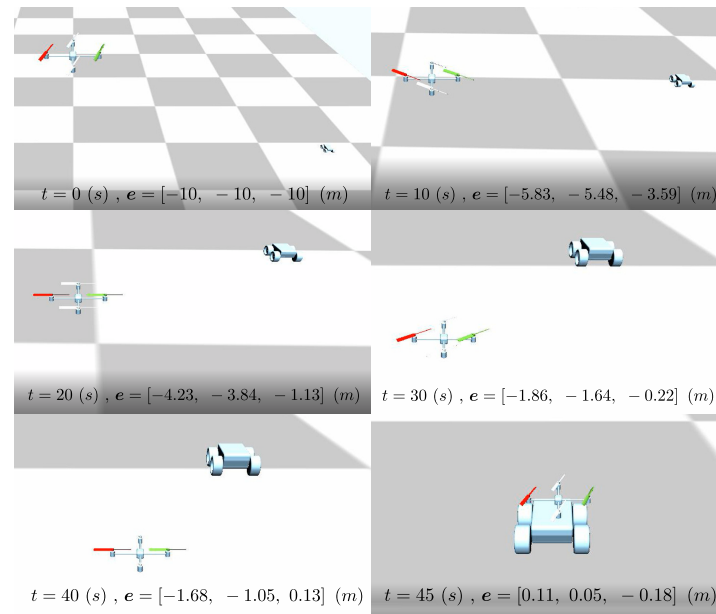 t = 0 (s) , e = [−10, −10, −10] (m)
t = 10 (s) , e = [−5.83, −5.48, −3.59] (m)
t = 20 (s) , e = [−4.23, −3.84, −1.13] (m)
t = 30 (s) , e = [−1.86, −1.64, −0.22] (m)
t = 40 (s) , e = [−1.68, −1.05, 0.13] (m)
t = 45 (s) , e = [0.11, 0.05, −0.18] (m)